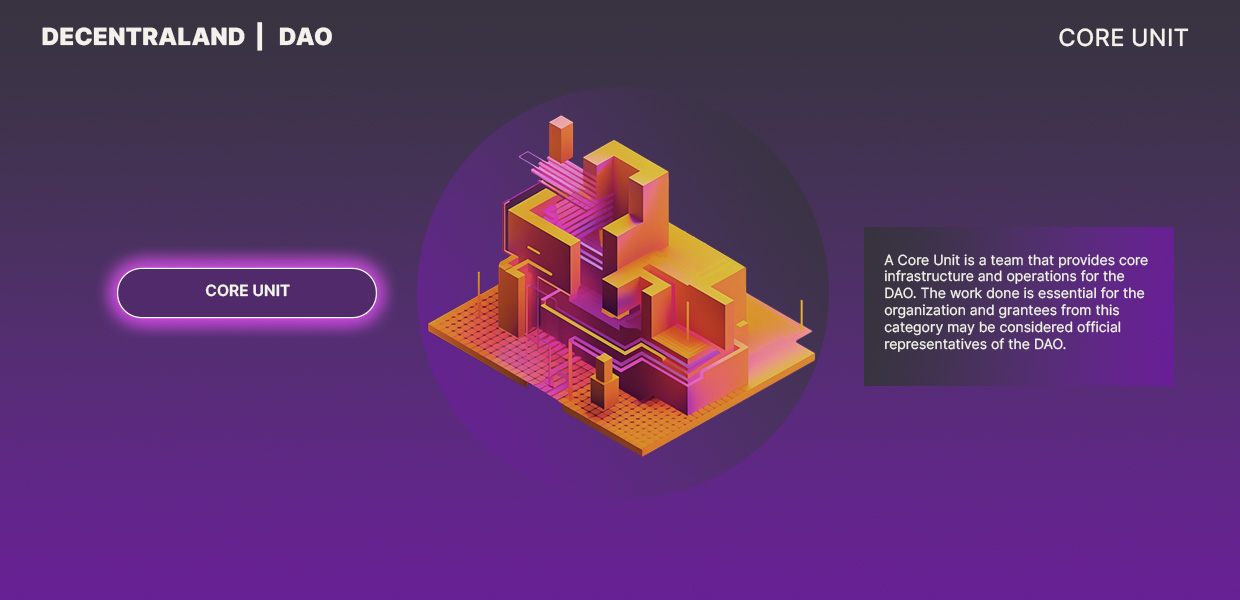 DECENTRALAND | DAO
CORE UNIT
CORE UNIT
A Core Unit is a team that provides core
infrastructure and operations for the
DAO. The work done is essential for the
organization and grantees from this
category may be considered official
representatives of the DAO.